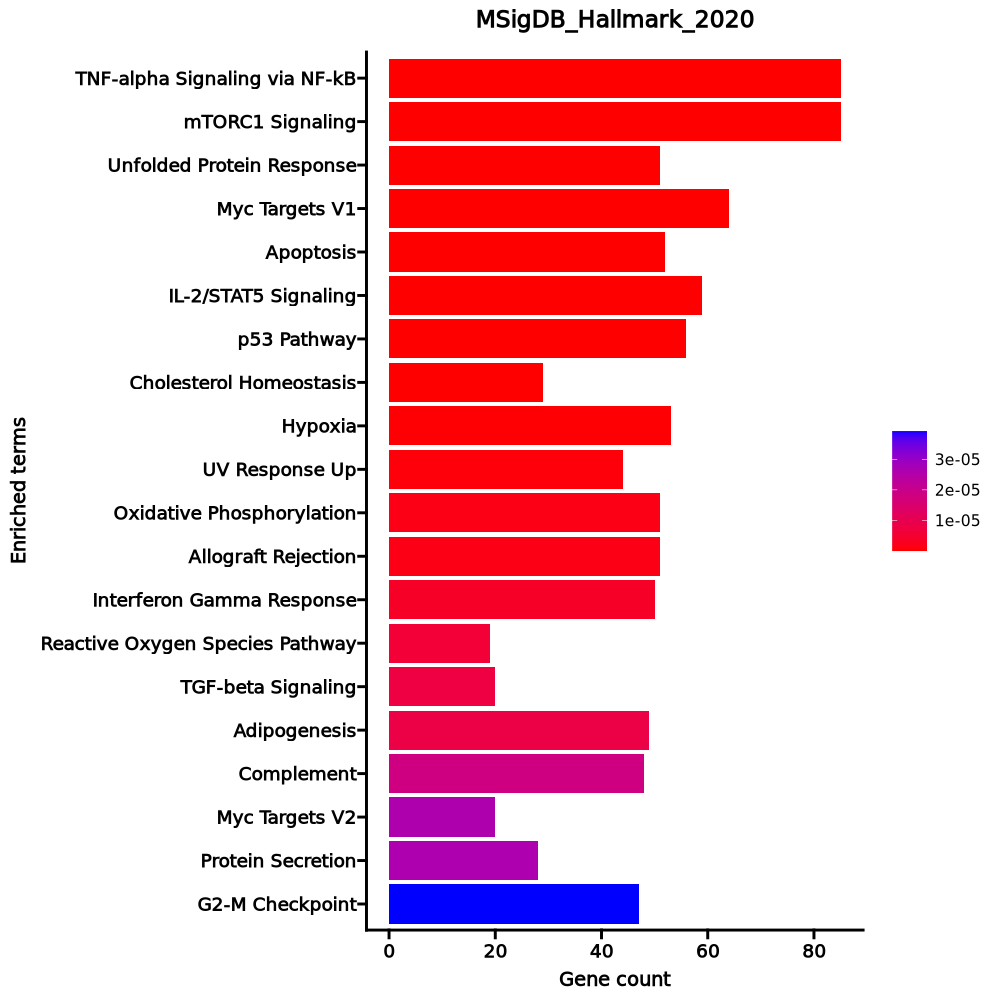 MSigDB_Hallmark_2020
TNF-alpha Signaling via NF-kB
mTORC1 Signaling
Unfolded Protein Response
Myc Targets V1
Apoptosis
IL-2/STAT5 Signaling
p53 Pathway
Cholesterol Homeostasis
Hypoxia
UV Response Up
Oxidative Phosphorylation
Allograft Rejection
Interferon Gamma Response
Reactive Oxygen Species Pathway
TGF-beta Signaling
Adipogenesis
Complement
Myc Targets V2
Protein Secretion
G2-M Checkpoint
Enriched terms
0 20 40 60 80
Gene count
3e-05
2e-05
1e-05